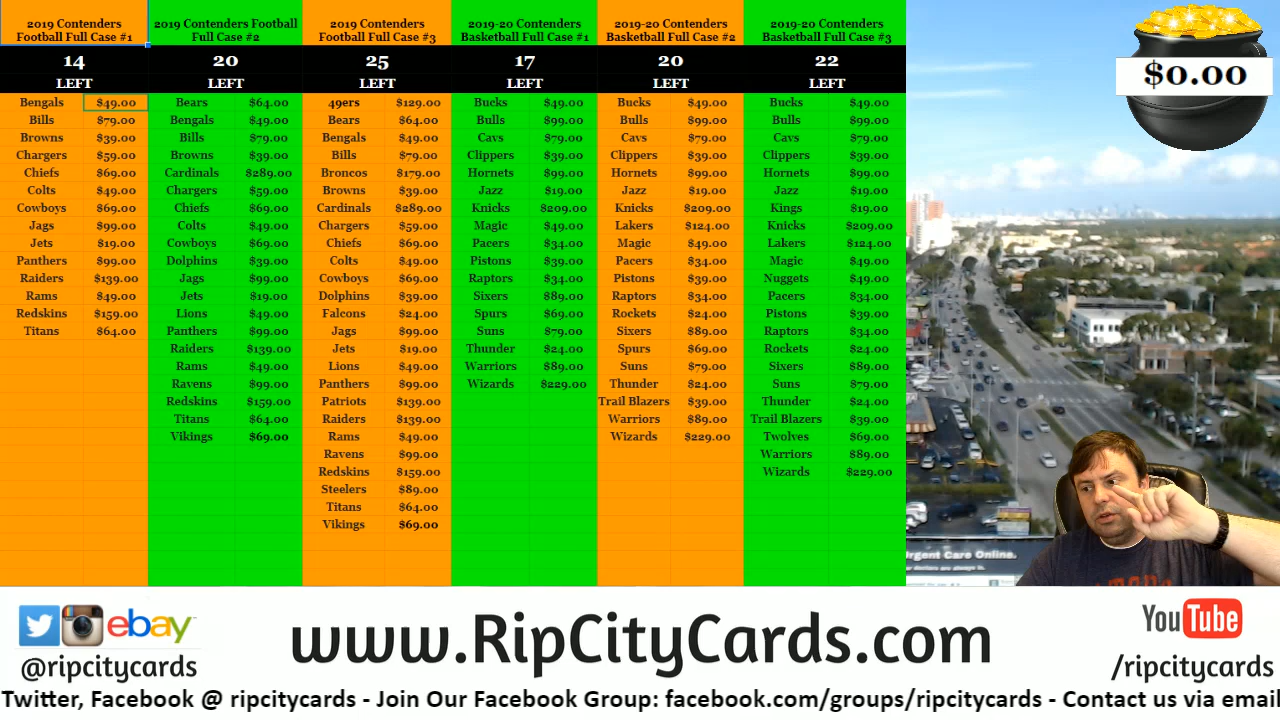 2019 Contenders
Football Full Case #1
14
LEFT
Bengals $49.00
Bills $79.00
Browns $39.00
Chargers $59.00
Chiefs $69.00
Colts $49.00
Cowboys $69.00
Jags $99.00
Jets $19.00
Panthers $99.00
Raiders $139.00
Rams $49.00
Redskins $159.00
Titans $64.00
2019 Contenders Football
Full Case #2
20
LEFT
Bears $64.00
Bengals $49.00
Bills $79.00
Browns $39.00
Cardinals $289.00
Chargers $59.00
Chiefs $69.00
Colts $49.00
Cowboys $69.00
Dolphins $39.00
Jags $99.00
Jets $19.00
Lions $49.00
Panthers $99.00
Raiders $139.00
Rams $49.00
Ravens $99.00
Redskins $159.00
Titans $64.00
Vikings $69.00
2019 Contenders
Football Full Case #3
25
LEFT
49ers $129.00
Bears $64.00
Bengals $49.00
Bills $79.00
Broncos $179.00
Browns $39.00
Cardinals $289.00
Chargers $59.00
Chiefs $69.00
Colts $49.00
Cowboys $69.00
Dolphins $39.00
Falcons $24.00
Jags $99.00
Jets $19.00
Lions $49.00
Panthers $99.00
Patriots $139.00
Raiders $139.00
Rams $49.00
Ravens $99.00
Redskins $159.00
Steelers $89.00
Titans $64.00
Vikings $69.00
2019-20 Contenders
Basketball Full Case #1
17
LEFT
Bucks $49.00
Bulls $99.00
Cavs $79.00
Clippers $39.00
Hornets $99.00
Jazz $19.00
Knicks $209.00
Magic $49.00
Pacers $34.00
Pistons $39.00
Raptors $34.00
Sixers $89.00
Spurs $69.00
Suns $79.00
Thunder $24.00
Warriors $89.00
Wizards $229.00
2019-20 Contenders
Basketball Full Case #2
20
LEFT
Bucks $49.00
Bulls $99.00
Cavs $79.00
Clippers $39.00
Hornets $99.00
Jazz $19.00
Knicks $209.00
Lakers $124.00
Magic $49.00
Pacers $34.00
Pistons $39.00
Raptors $34.00
Rockets $24.00
Sixers $89.00
Spurs $69.00
Suns $79.00
Thunder $24.00
Trail Blazers $39.00
Warriors $89.00
Wizards $229.00
2019-20 Contenders
Basketball Full Case #3
22
LEFT
Bucks $49.00
Bulls $99.00
Cavs $79.00
Clippers $39.00
Hornets $99.00
Jazz $19.00
Kings $19.00
Knicks $209.00
Lakers $124.00
Magic $49.00
Nuggets $49.00
Pacers $34.00
Pistons $39.00
Raptors $34.00
Rockets $24.00
Sixers $89.00
Suns $79.00
Thunder $24.00
Trail Blazers $39.00
Twolves $69.00
Warriors $89.00
Wizards $229.00
$0.00
Urgent Care Online.
ebay
@ripcitycards
www.RipCityCards.com
YouTube
/ripcitycards
Twitter, Facebook @ ripcitycards - Join Our Facebook Group: facebook.com/groups/ripcitycards - Contact us via email